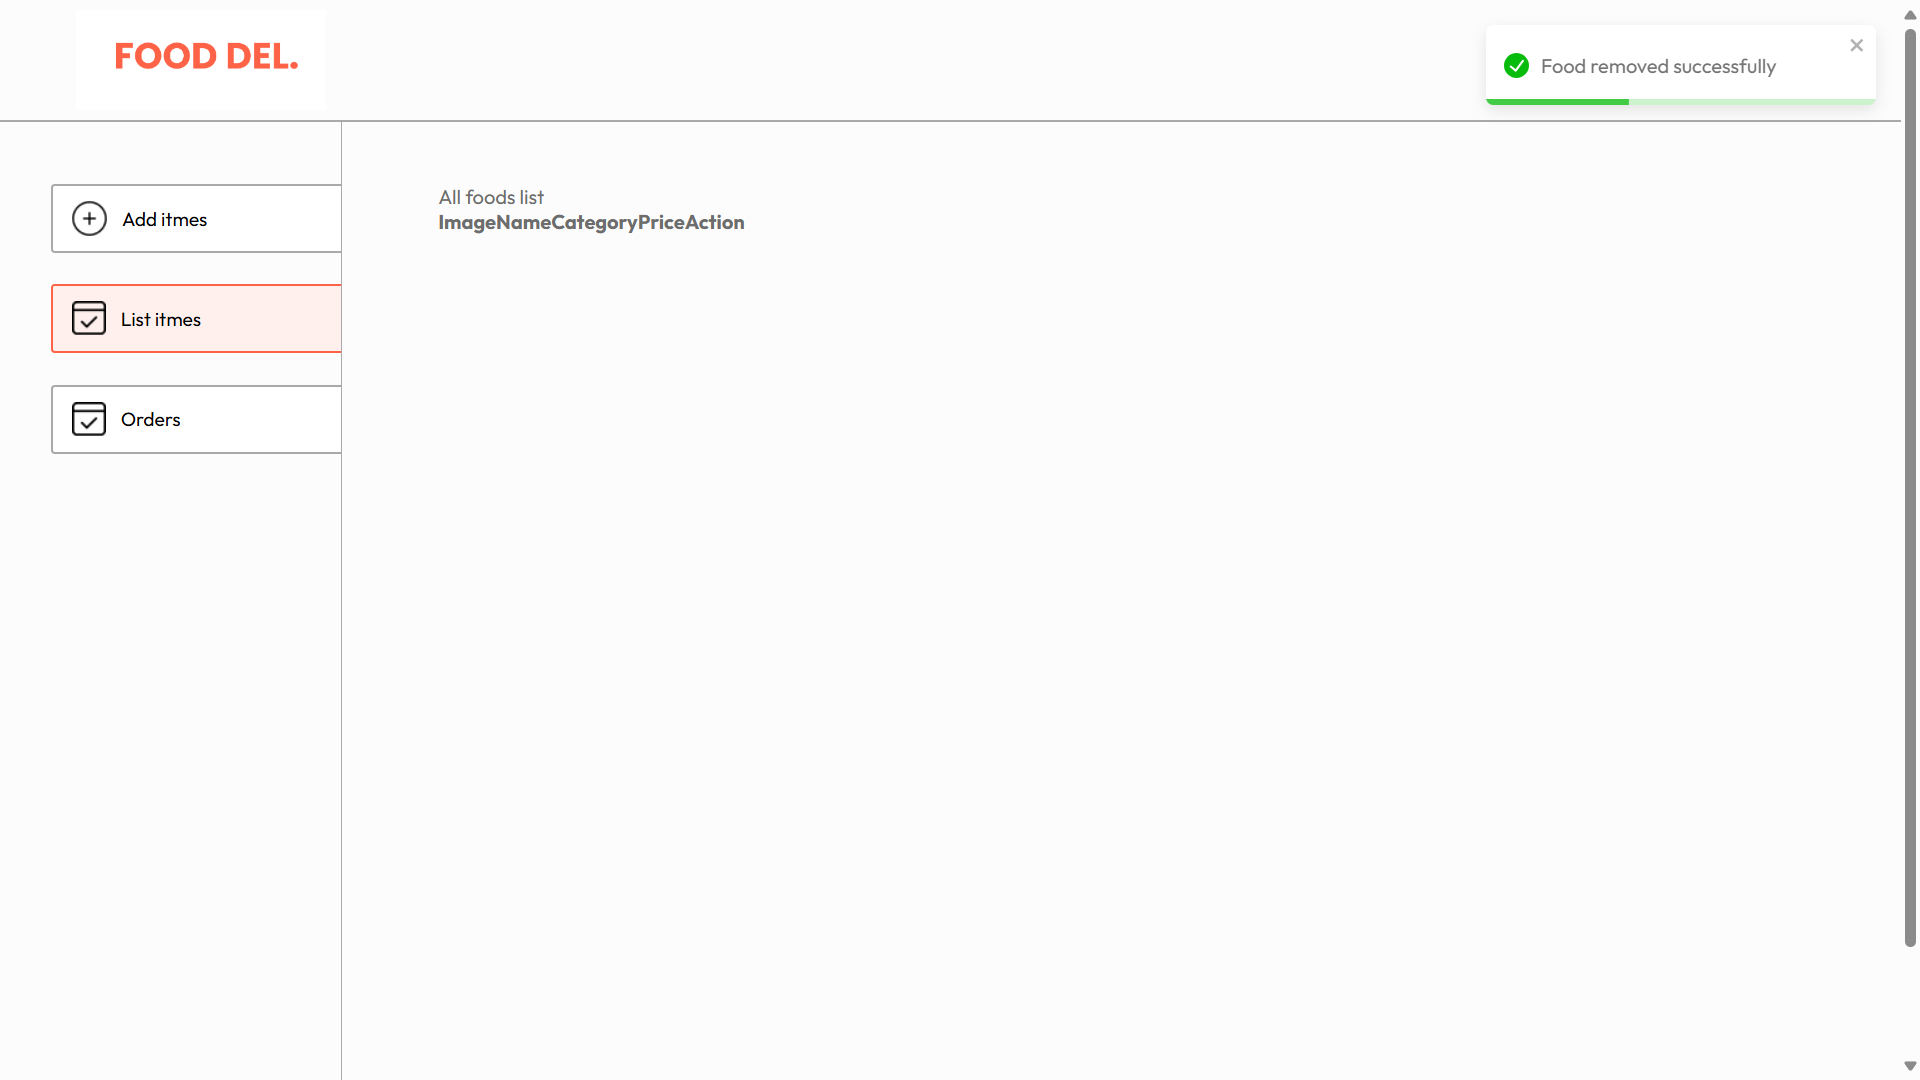 FOOD DEL.
Food removed successfully
Add itmes
List itmes
Orders
All foods list
ImageNameCategoryPriceAction